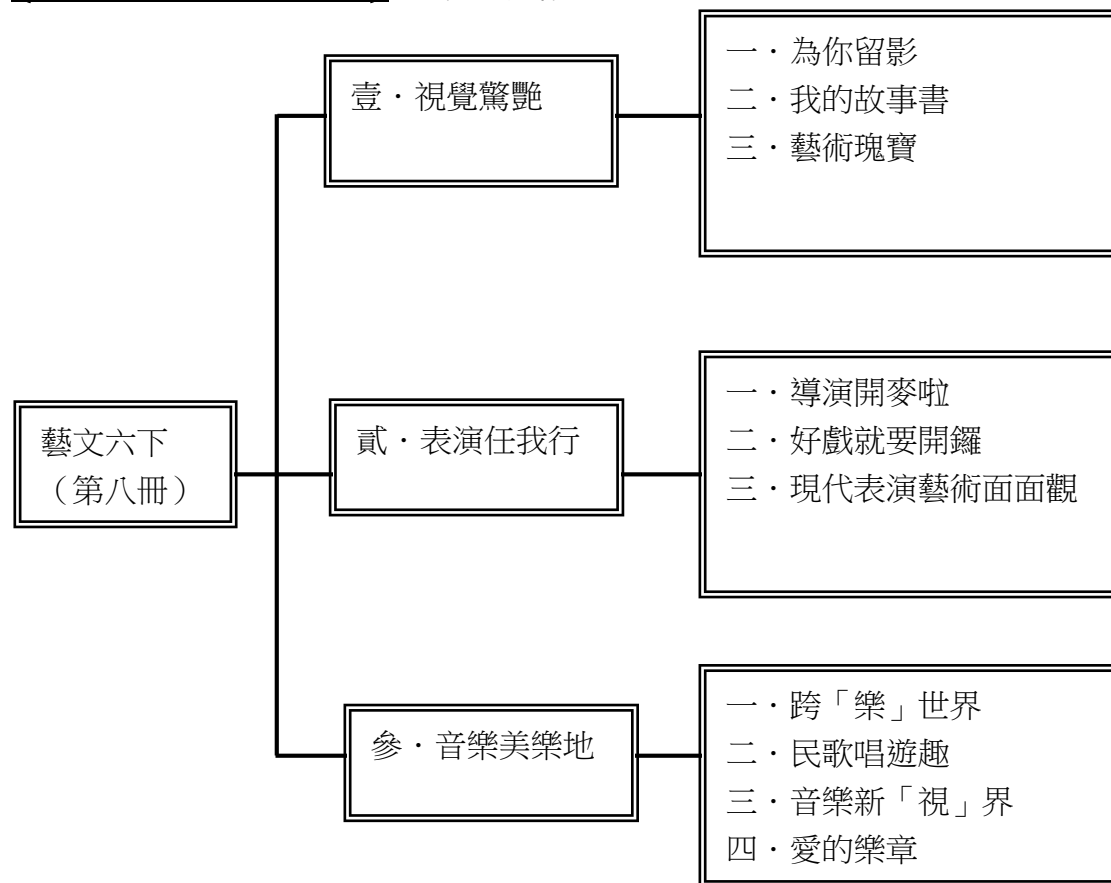 藝文六下
（第八冊）
壹．視覺驚艷
一．為你留影
二．我的故事書
三．藝術瑰寶
貳．表演任我行
一．導演開麥啦
二．好戲就要開鑼
三．現代表演藝術面面觀
參．音樂美樂地
一．跨「樂」世界
二．民歌唱遊趣
三．音樂新「視」界
四．愛的樂章